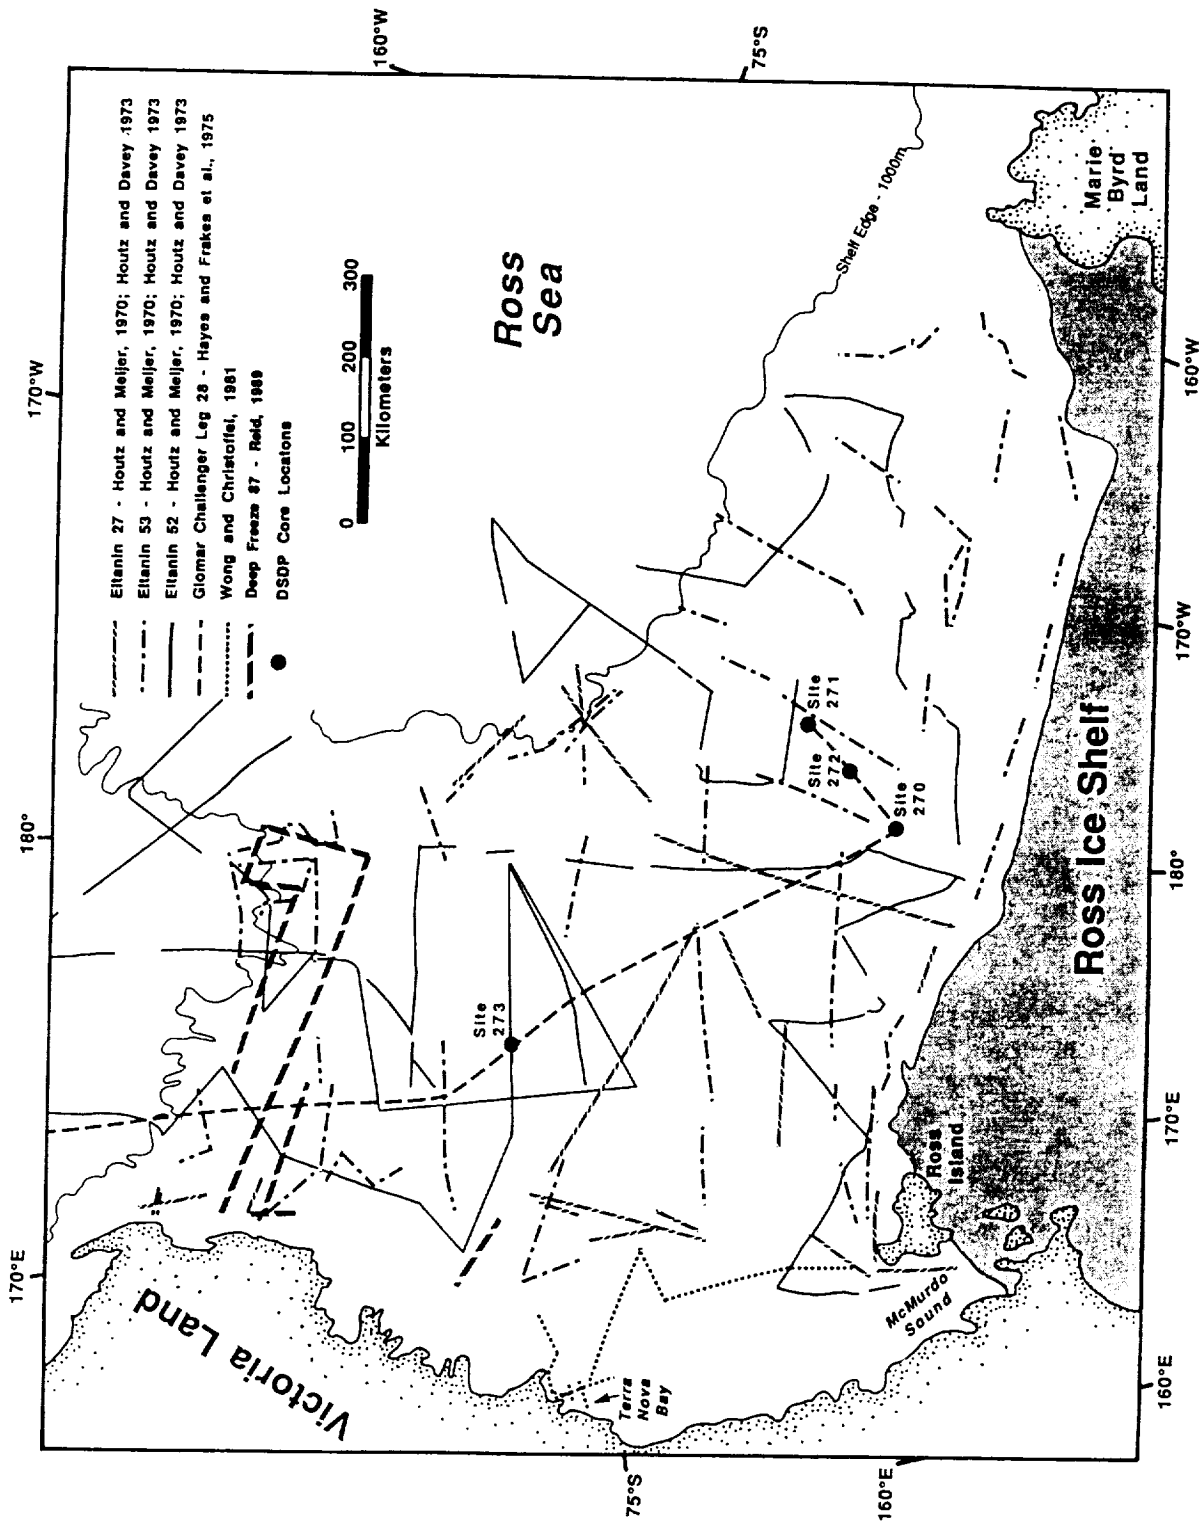 160°W
75°S
170°W
180°
170°E
Eltanin 27 - Houtz and Meijer, 1970; Houtz and Davey 1973
Eltanin 53 - Houtz and Meijer, 1970; Houtz and Davey 1973
Eltanin 52 - Houtz and Meijer, 1970; Houtz and Davey 1973
Glomar Challenger Leg 28 - Hayes and Frakes et al., 1975
Wong and Christoffel, 1981
Deep Freeze 87 - Reid, 1989
DSDP Core Locatons
0 100 200 300
Kilometers
Ross
Sea
Shelf Edge - 1000m
Marie
Byrd
Land
Site
273
Site
271
Site
272
Site
270
Victoria Land
Terra
Nova
Bay
Ross
Island
McMurdo
Sound
Ross Ice Shelf
75°S
160°E
160°E
170°E
180°
170°W
160°W